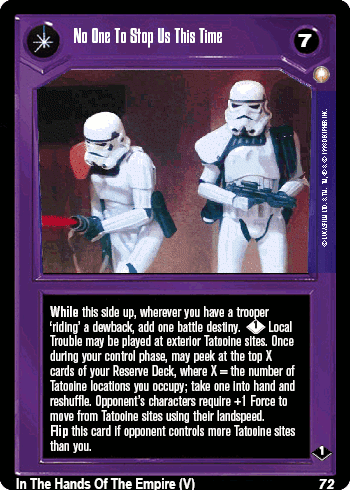 No One To Stop Us This Time
7
© LUCASFILM LTD. & TM, ®, & © 1998 DECIPHER INC.
While this side up, wherever you have a trooper
'riding' a dewback, add one battle destiny. 1 Local
Trouble may be played at exterior Tatooine sites. Once
during your control phase, may peek at the top X
cards of your Reserve Deck, where X = the number of
Tatooine locations you occupy; take one into hand and
reshuffle. Opponent's characters require +1 Force to
move from Tatooine sites using their landspeed.
Flip this card if opponent controls more Tatooine sites
than you.
1
In The Hands Of The Empire (V)
72